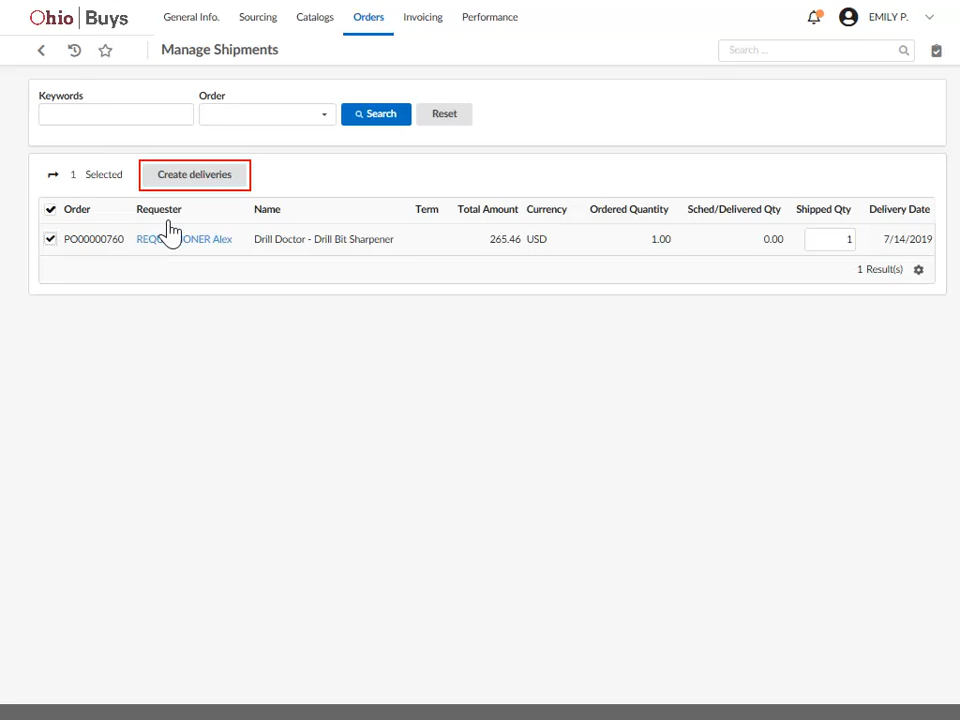 Ohio Buys
General Info. Sourcing Catalogs Orders Invoicing Performance
EMILY P.
Manage Shipments
Search ...
Keywords Order
Search Reset
1 Selected Create deliveries
Order Requester Name Term Total Amount Currency Ordered Quantity Sched/Delivered Qty Shipped Qty Delivery Date
PO00000760 Alex Drill Doctor - Drill Bit Sharpener 265.46 USD 1.00 0.00 1 7/14/2019
1 Result(s)